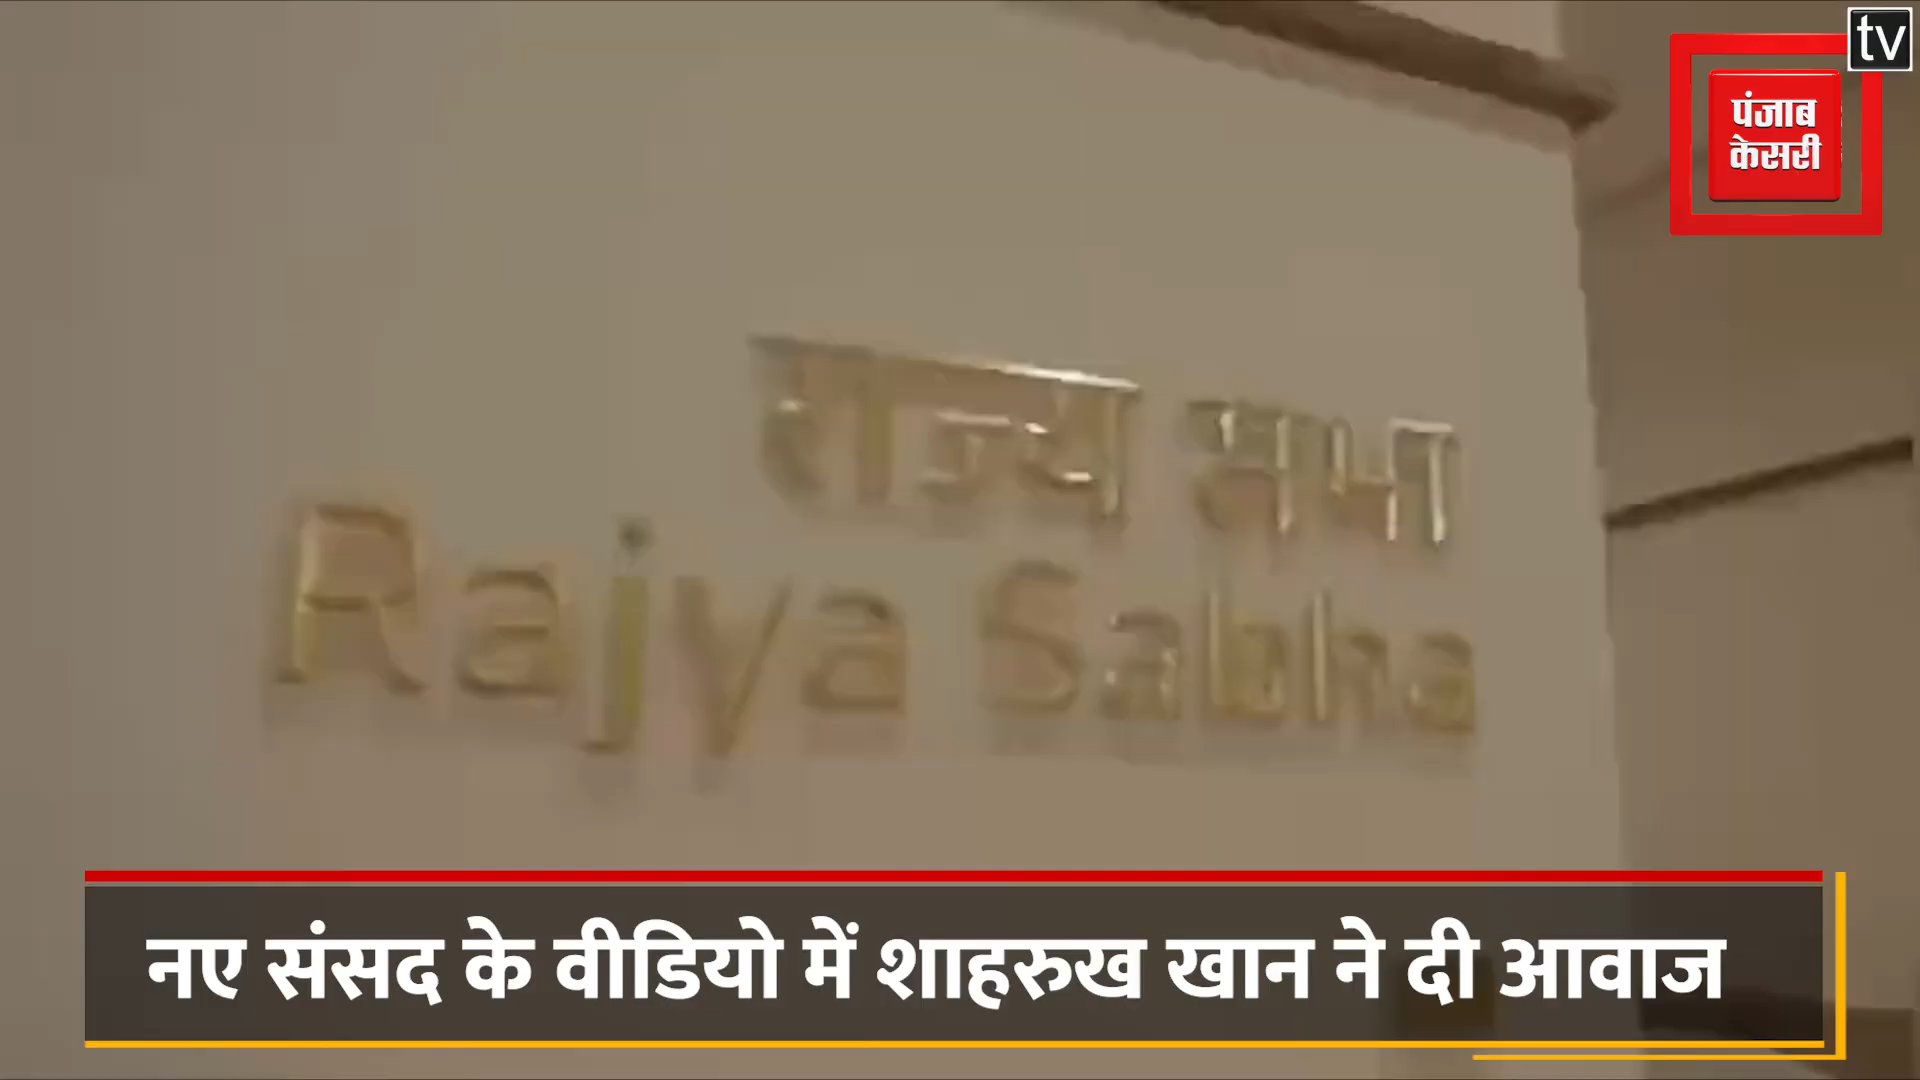 tv
पंजाब
केसरी
राज्य सभा
Rajya Sabha
नए संसद के वीडियो में शाहरुख खान ने दी आवाज